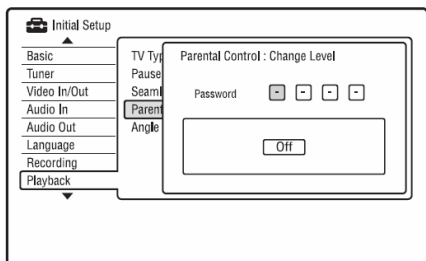 Initial Setup
Basic
Tuner
Video In/Out
Audio In
Audio Out
Language
Recording
Playback
TV Typ
Pause
Seaml
Parent
Angle
Parental Control : Change Level
Password - - - -
Off